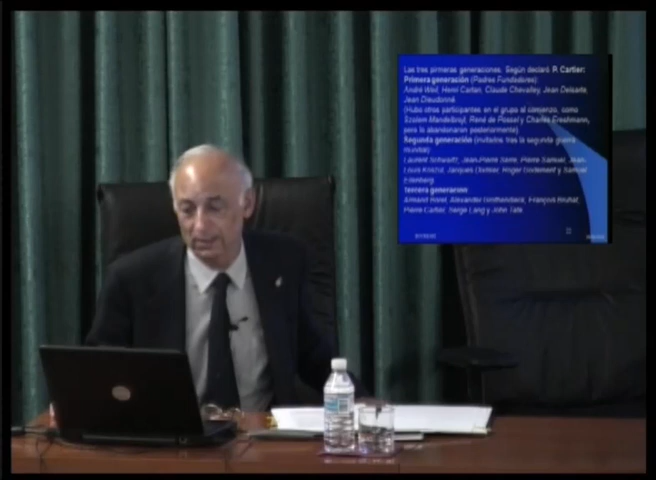 Las tres primeras generaciones. Según declaró P. Cartier:
Primera generación (Padres Fundadores):
André Weil, Henri Cartan, Claude Chevalley, Jean Delsarte,
Jean Dieudonné
(Hubo otros participantes en el grupo al comienzo, como
Szolem Mandelbrojt, René de Possel y Charles Ehresmann,
pero lo abandonaron posteriormente)
Segunda generación (invitados tras la segunda guerra
mundial)
Laurent Schwartz, Jean-Pierre Serre, Pierre Samuel, Jean-
Louis Koszul, Jacques Dixmier, Roger Godement y Samuel
Eilenberg
Tercera generación
Armand Borel, Alexander Grothendieck, François Bruhat,
Pierre Cartier, Serge Lang y John Tate